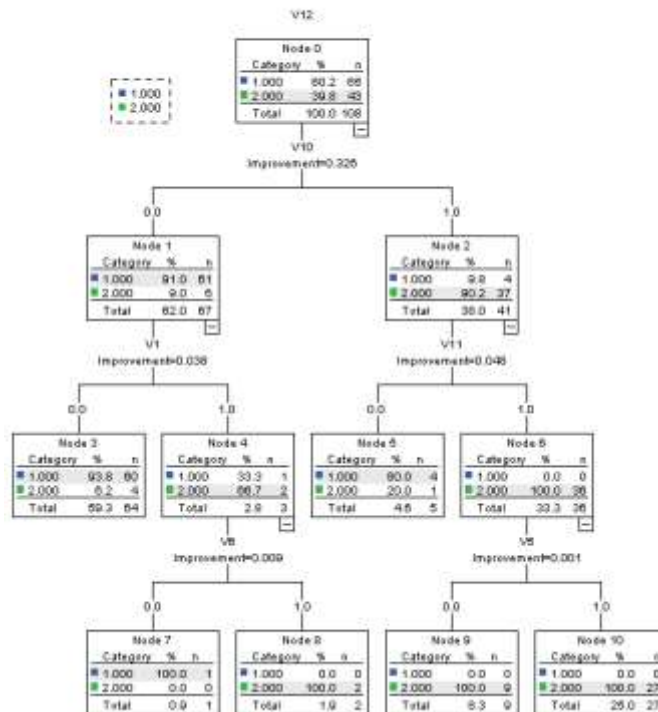 V12
Node 0
Category % n
1.000 60.2 65
2.000 39.8 43
Total 100.0 108
1.000
2.000
V10
Improvement=0.326
0.0 1.0
Node 1
Category % n
1.000 91.0 61
2.000 9.0 6
Total 62.0 67
Node 2
Category % n
1.000 9.8 4
2.000 90.2 37
Total 38.0 41
V1
Improvement=0.038
V11
Improvement=0.048
0.0 1.0 0.0 1.0
Node 3
Category % n
1.000 93.8 60
2.000 6.2 4
Total 59.3 64
Node 4
Category % n
1.000 33.3 1
2.000 66.7 2
Total 2.8 3
Node 5
Category % n
1.000 80.0 4
2.000 20.0 1
Total 4.6 5
Node 6
Category % n
1.000 0.0 0
2.000 100.0 36
Total 33.3 36
Improvement=0.009
Improvement=0.001
0.0 1.0 0.0 1.0
Node 7
Category % n
1.000 100.0 1
2.000 0.0 0
Total 0.9 1
Node 8
Category % n
1.000 0.0 0
2.000 100.0 2
Total 1.9 2
Node 9
Category % n
1.000 0.0 0
2.000 100.0 9
Total 8.3 9
Node 10
Category % n
1.000 0.0 0
2.000 100.0 27
Total 25.0 27